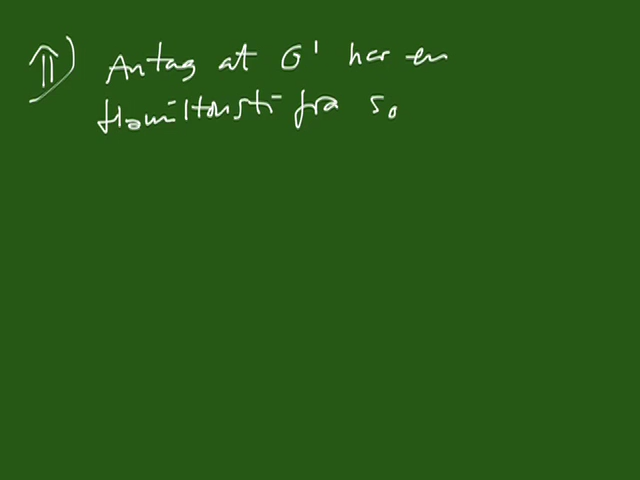 ⇑) Antag at G' har en
Hamiltonsti fra s₀